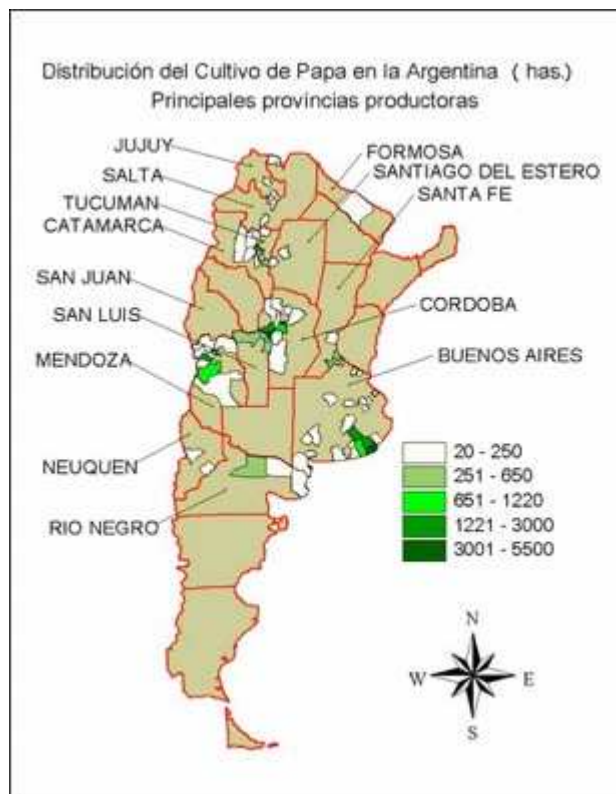 Distribución del Cultivo de Papa en la Argentina ( has.)
Principales provincias productoras
JUJUY
SALTA
TUCUMAN
CATAMARCA
SAN JUAN
SAN LUIS
MENDOZA
NEUQUEN
RIO NEGRO
FORMOSA
SANTIAGO DEL ESTERO
SANTA FE
CORDOBA
BUENOS AIRES
20 - 250
251 - 650
651 - 1220
1221 - 3000
3001 - 5500
N
W E
S